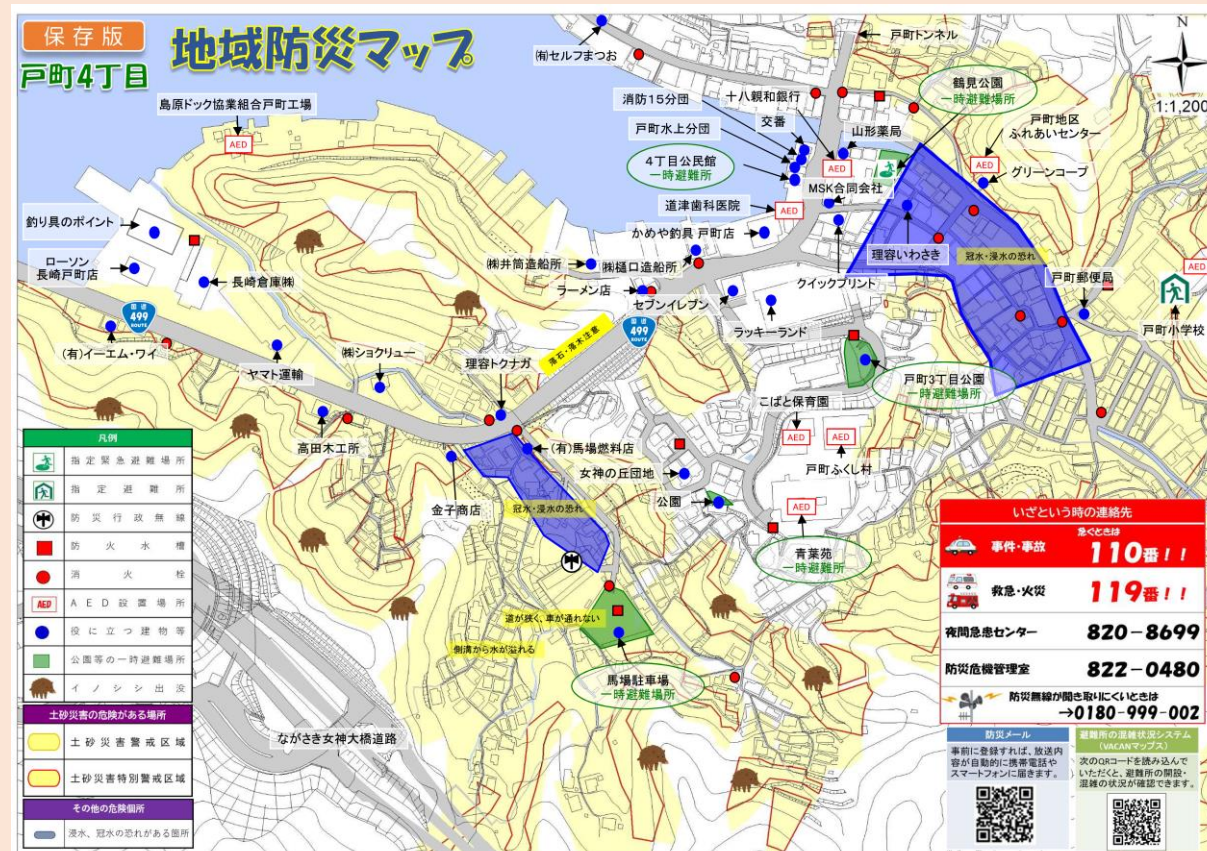 保存版
戸町4丁目
地域防災マップ
(有)セルフまつお
戸町トンネル
N
1:1,200
島原ドック協業組合戸町工場
AED
消防15分団
十八親和銀行
交番
戸町水上分団
4丁目公民館
一時避難場所
山形薬局
AED
鶴見公園
一時避難場所
戸町地区
ふれあいセンター
AED
グリーンコープ
MSK合同会社
道津歯科医院
AED
かめや釣具 戸町店
釣り具のポイント
ローソン
長崎戸町店
長崎倉庫㈱
㈱井筒造船所
㈱樋口造船所
ラーメン店
セブンイレブン
クイックプリント
ラッキーランド
理容いわさき
冠水・浸水の恐れ
戸町郵便局
AED
戸町小学校
国道
499
ROUTE
国道
499
ROUTE
(有)イーエム・ワイ
ヤマト運輸
㈱ショクリュー
理容トクナガ
落石・落木注意
戸町3丁目公園
一時避難場所
こばと保育園
AED
AED
戸町ふくし村
高田木工所
金子商店
(有)馬場燃料店
女神の丘団地
公園
冠水・浸水の恐れ
AED
青葉苑
一時避難場所
道が狭く、車が通れない
側溝から水が溢れる
馬場駐車場
一時避難場所
ながさき女神大橋道路
凡例
指定緊急避難場所
指定避難所
防災行政無線
防火水槽
消火栓
AED
AED設置場所
役に立つ建物等
公園等の一時避難場所
イノシシ出没
土砂災害の危険がある場所
土砂災害警戒区域
土砂災害特別警戒区域
その他の危険個所
浸水、冠水の恐れがある箇所
いざという時の連絡先
事件・事故
急ぐときは
110番!!
救急・火災
119番!!
夜間急患センター
820-8699
防災危機管理室
822-0480
防災無線が聞き取りにくいときは
→0180-999-002
防災メール
事前に登録すれば、放送内
容が自動的に携帯電話や
スマートフォンに届きます。
避難所の混雑状況システム
(VACANマップス)
次のQRコードを読み込んで
いただくと、避難所の開設・
混雑の状況が確認できます。